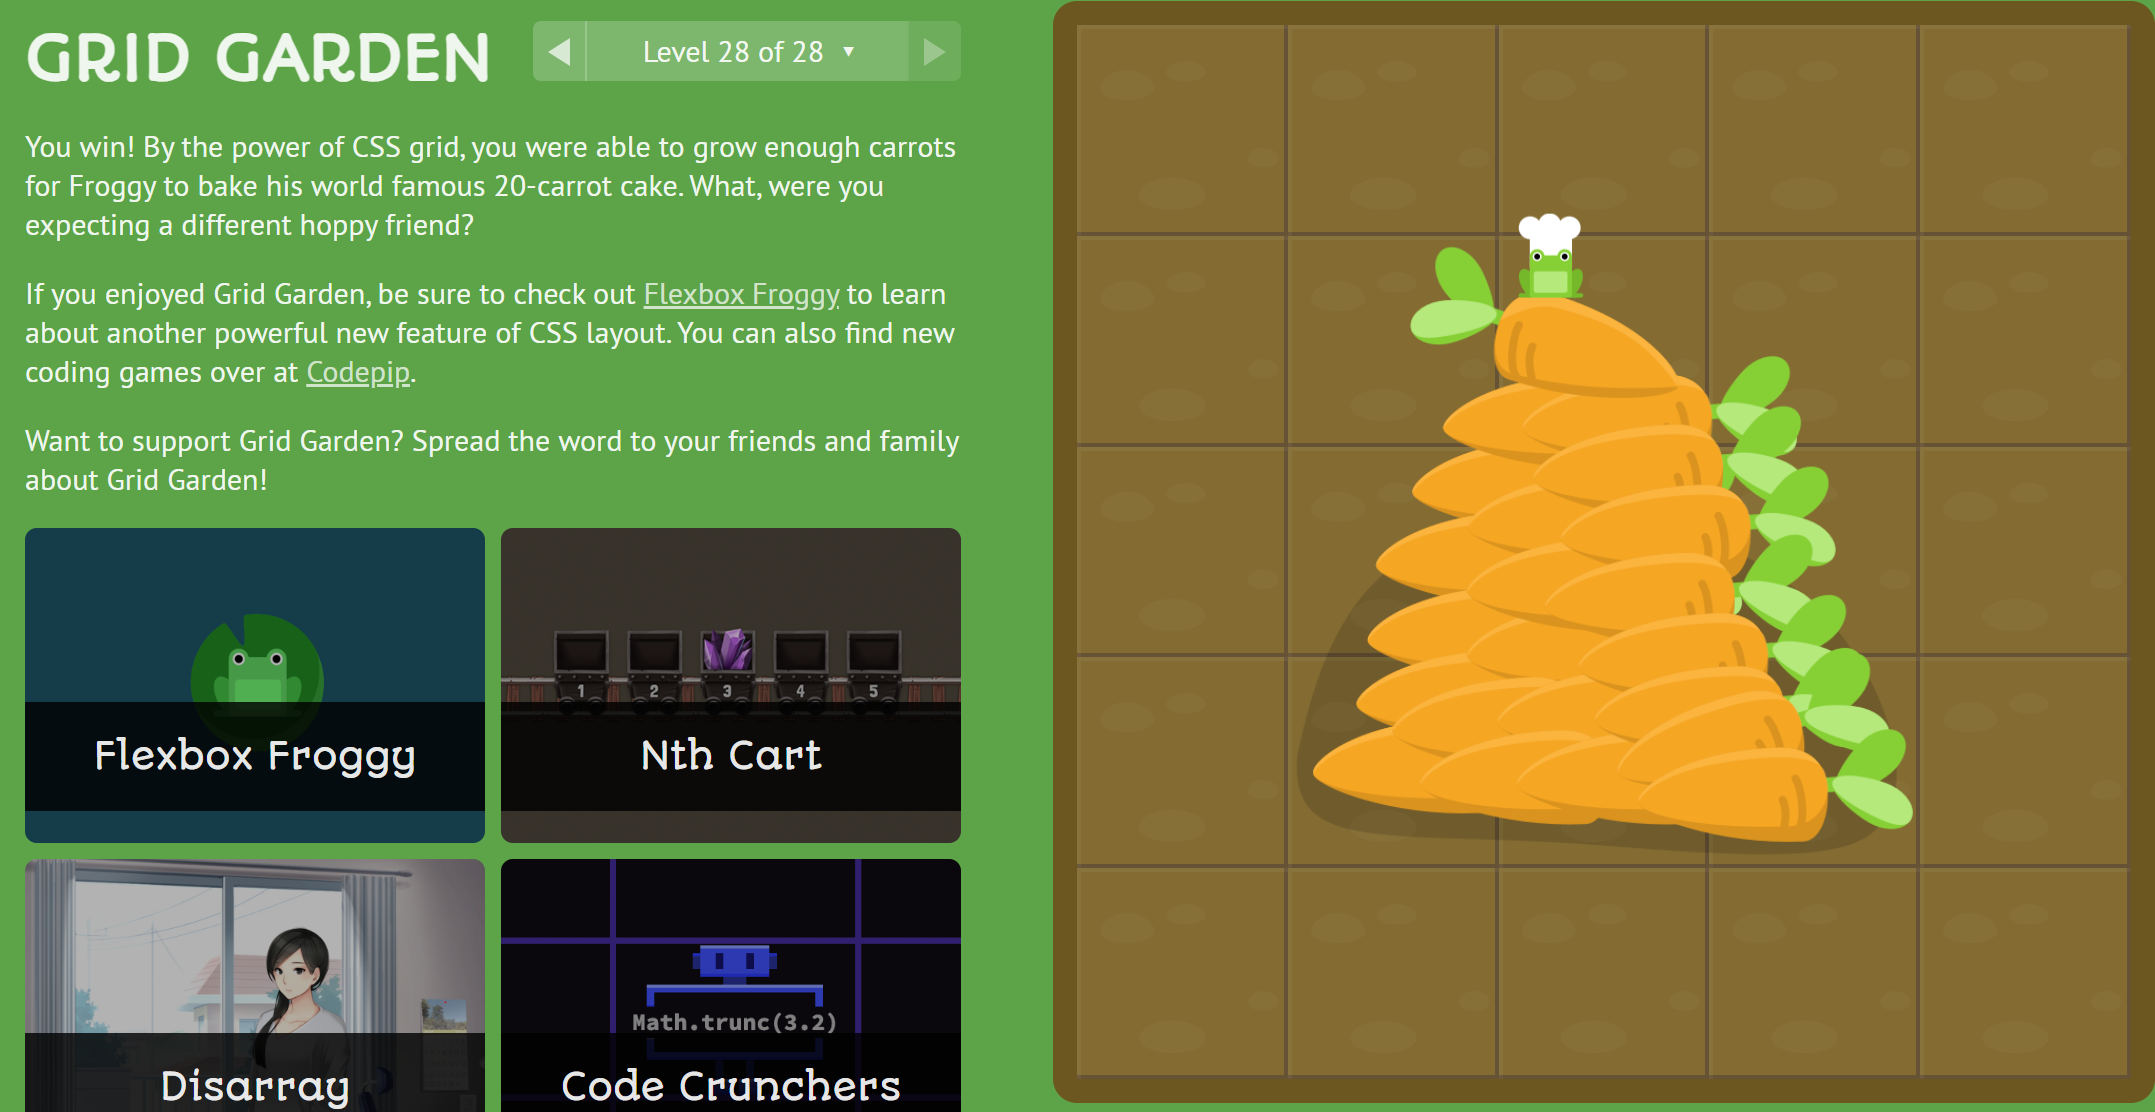 GRID GARDEN
Level 28 of 28 ▼
You win! By the power of CSS grid, you were able to grow enough carrots
for Froggy to bake his world famous 20-carrot cake. What, were you
expecting a different hoppy friend?
If you enjoyed Grid Garden, be sure to check out Flexbox Froggy to learn
about another powerful new feature of CSS layout. You can also find new
coding games over at Codepip.
Want to support Grid Garden? Spread the word to your friends and family
about Grid Garden!
1 2 3 4 5
Flexbox Froggy
Nth Cart
Math.trunc(3.2)
Disarray
Code Crunchers